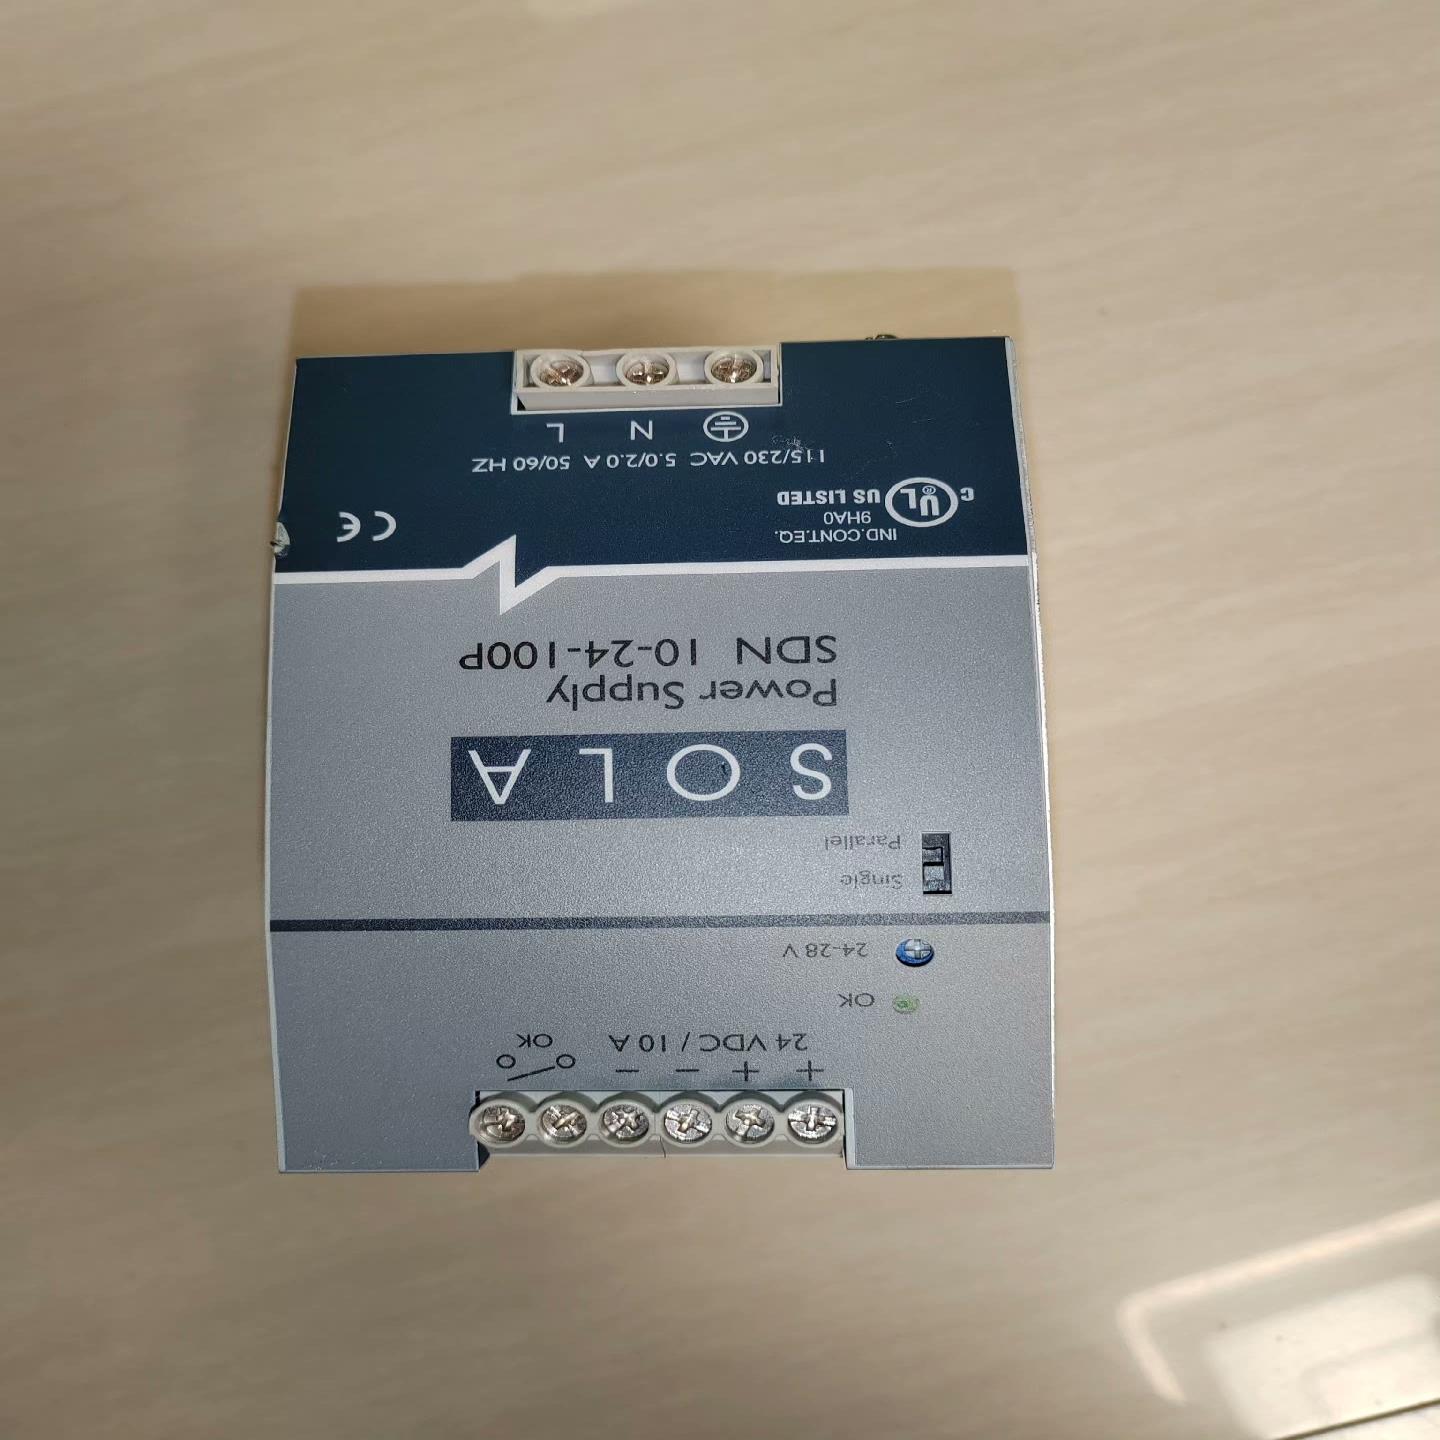 + + - -
24 VDC / 10 A OK
OK
24-28 V
Single
Parallel
SOLA
Power Supply
SDN 10-24-100P
IND.CONT.EQ.
9HA0
C UL® US LISTED
CE
115/230 VAC 5.0/2.0 A 50/60 HZ
N L